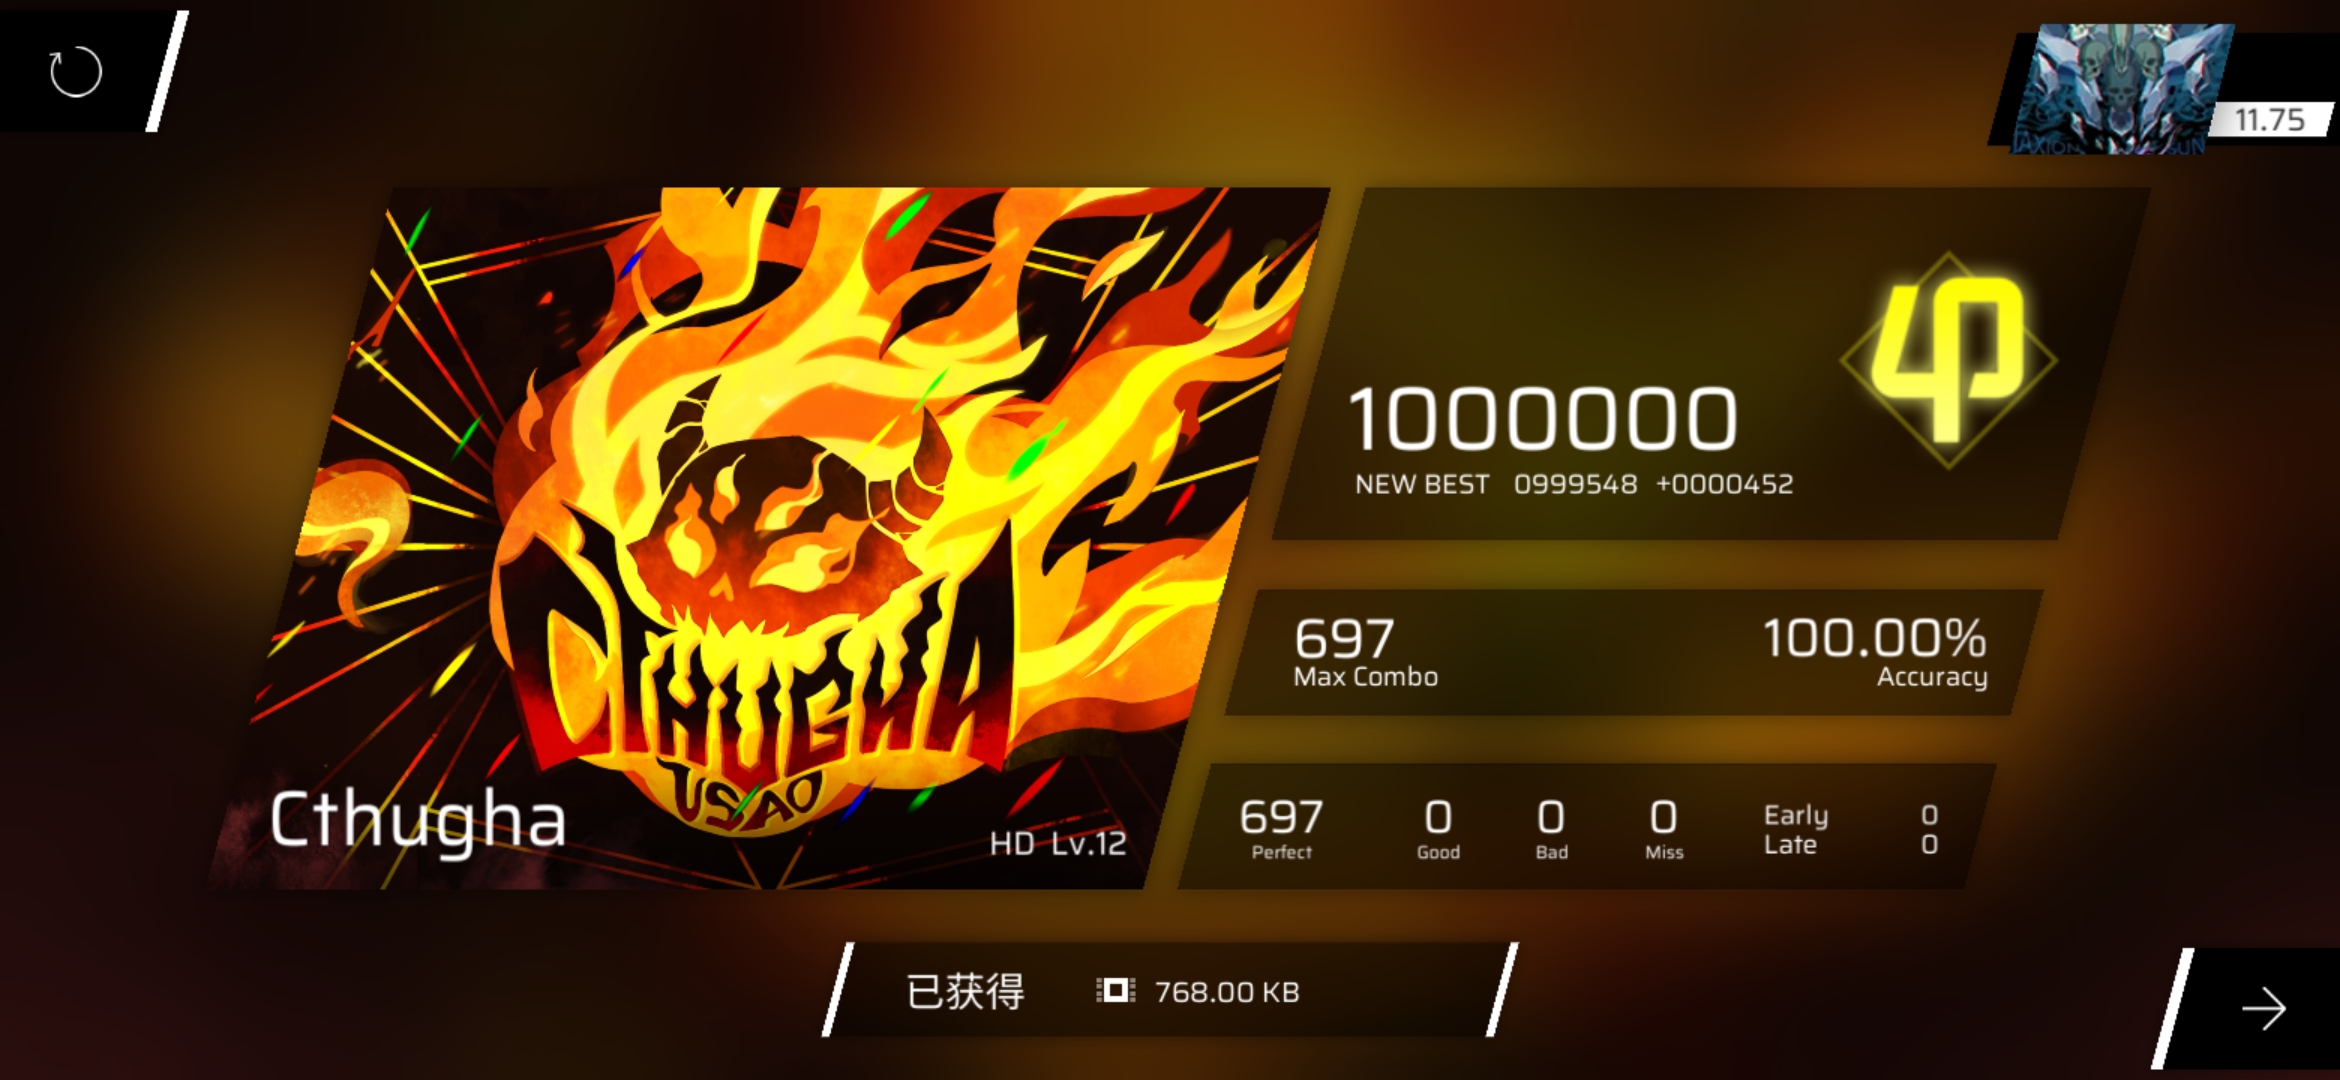 11.75
CTHUGHA
USAO
Cthugha
HD Lv.12
1000000
NEW BEST 0999548 +0000452
697
Max Combo
100.00%
Accuracy
697
Perfect
0
Good
0
Bad
0
Miss
Early 0
Late 0
已获得 768.00 KB